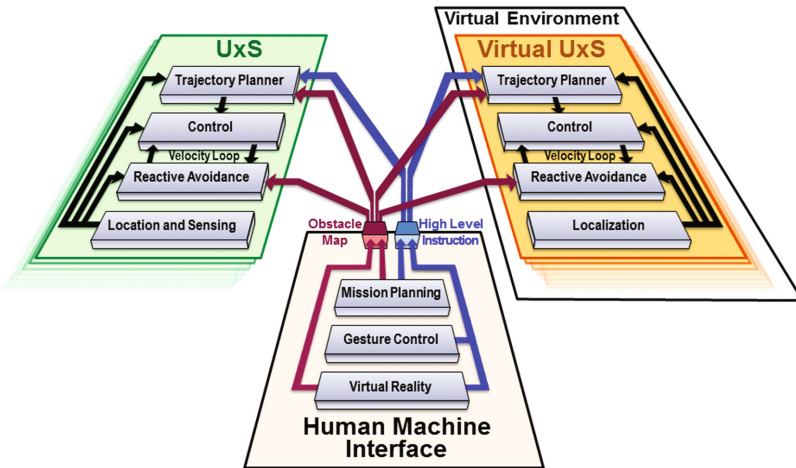 UxS
Trajectory Planner
Control
Velocity Loop
Reactive Avoidance
Location and Sensing
Virtual Environment
Virtual UxS
Trajectory Planner
Control
Velocity Loop
Reactive Avoidance
Localization
Obstacle
Map
High Level
Instruction
Mission Planning
Gesture Control
Virtual Reality
Human Machine
Interface